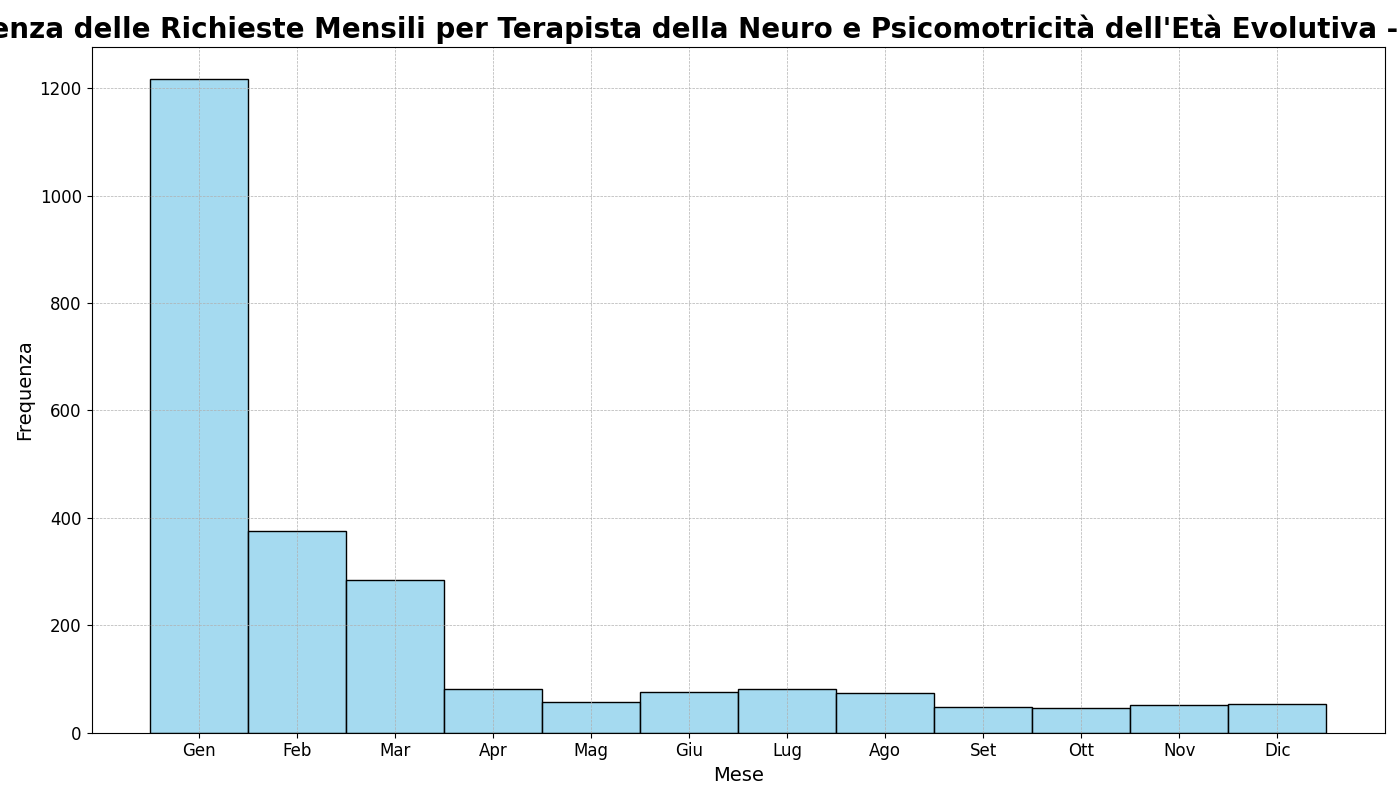 enza delle Richieste Mensili per Terapista della Neuro e Psicomotricità dell'Età Evolutiva -
1200
1000
800
600
400
200
0
Frequenza
Gen Feb Mar Apr Mag Giu Lug Ago Set Ott Nov Dic
Mese